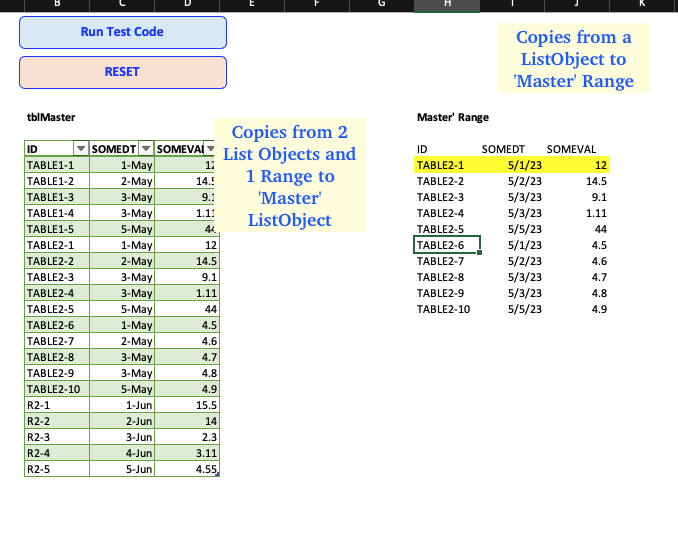 B C D E F G H I J K
Run Test Code
RESET
Copies from a
ListObject to
'Master' Range
tblMaster
Master' Range
Copies from 2
List Objects and
1 Range to
'Master'
ListObject
ID SOMEDT
TABLE1-1 1-May
TABLE1-2 2-May
TABLE1-3 3-May
TABLE1-4 3-May
TABLE1-5 5-May
TABLE2-1 1-May 12
TABLE2-2 2-May 14.5
TABLE2-3 3-May 9.1
TABLE2-4 3-May 1.11
TABLE2-5 5-May 44
TABLE2-6 1-May 4.5
TABLE2-7 2-May 4.6
TABLE2-8 3-May 4.7
TABLE2-9 3-May 4.8
TABLE2-10 5-May 4.9
R2-1 1-Jun 15.5
R2-2 2-Jun 14
R2-3 3-Jun 2.3
R2-4 4-Jun 3.11
R2-5 5-Jun 4.55
ID SOMEDT SOMEVAL
TABLE2-1 5/1/23 12
TABLE2-2 5/2/23 14.5
TABLE2-3 5/3/23 9.1
TABLE2-4 5/3/23 1.11
TABLE2-5 5/5/23 44
TABLE2-6 5/1/23 4.5
TABLE2-7 5/2/23 4.6
TABLE2-8 5/3/23 4.7
TABLE2-9 5/3/23 4.8
TABLE2-10 5/5/23 4.9